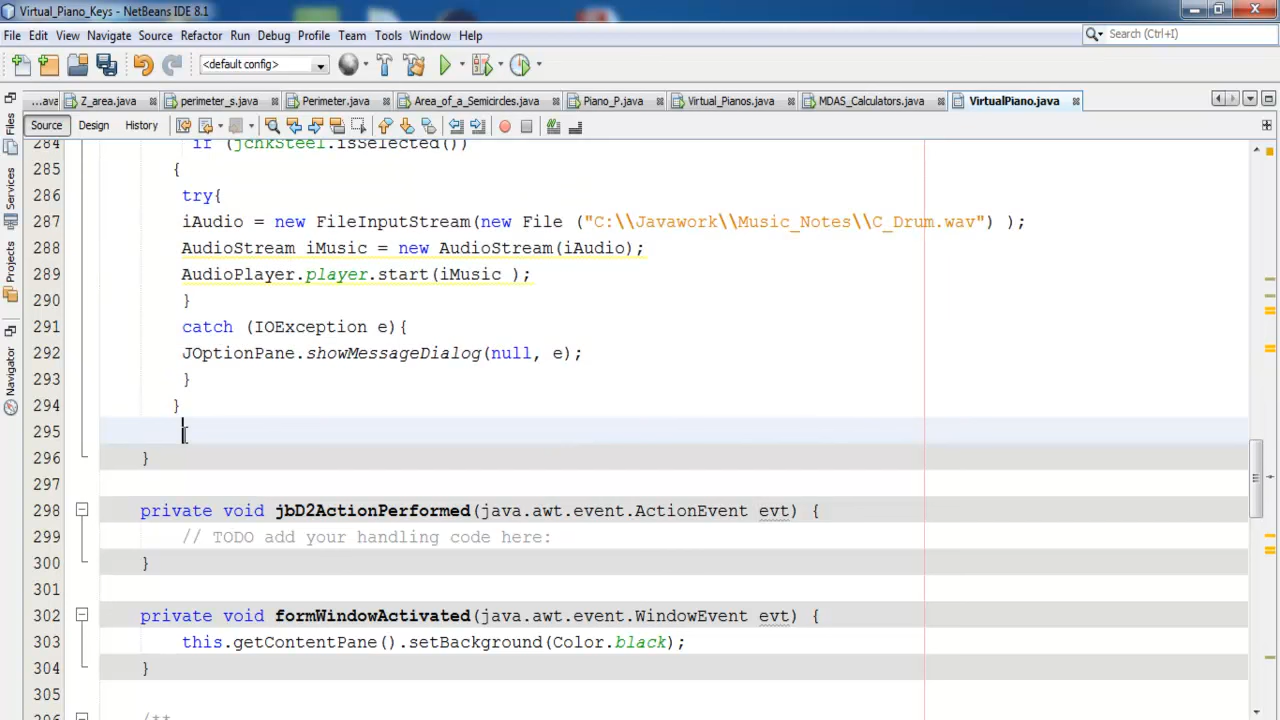 Virtual_Piano_Keys - NetBeans IDE 8.1
File Edit View Navigate Source Refactor Run Debug Profile Team Tools Window Help
Search (Ctrl+I)
<default config>
...ava Z_area.java perimeter_s.java Perimeter.java Area_of_a_Semicircles.java Piano_P.java Virtual_Pianos.java MDAS_Calculators.java VirtualPiano.java
Source Design History
Files
Services
Projects
Navigator
284 if (jchkSteel.isSelected())
285 {
286 try{
287 iAudio = new FileInputStream(new File ("C:\\Javawork\\Music_Notes\\C_Drum.wav") );
288 AudioStream iMusic = new AudioStream(iAudio);
289 AudioPlayer.player.start(iMusic );
290 }
291 catch (IOException e){
292 JOptionPane.showMessageDialog(null, e);
293 }
294 }
295
296 }
297
298 private void jbD2ActionPerformed(java.awt.event.ActionEvent evt) {
299 // TODO add your handling code here:
300 }
301
302 private void formWindowActivated(java.awt.event.WindowEvent evt) {
303 this.getContentPane().setBackground(Color.black);
304 }
305
/**